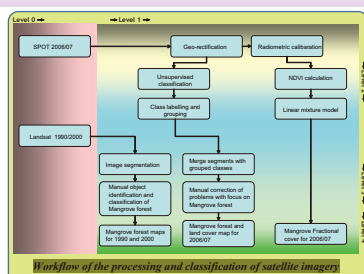 Level 0
Level 1
SPOT 2006/07
Geo-rectification
Radiometric calibaration
Unsupervised
classification
NDVI calculation
Class labelling and
grouping
Linear mixture model
Landsat 1990/2000
Image segmentation
Merge segments with
grouped classes
Manual object
identification and
classification of
Mangrove forest
Manual correction of
problems with focus on
Mangrove forest
Mangrove forest maps
for 1990 and 2000
Mangrove forest and
land cover map for
2006/07
Mangrove Fractional
cover for 2006/07
Workflow of the processing and classification of satellite imagery